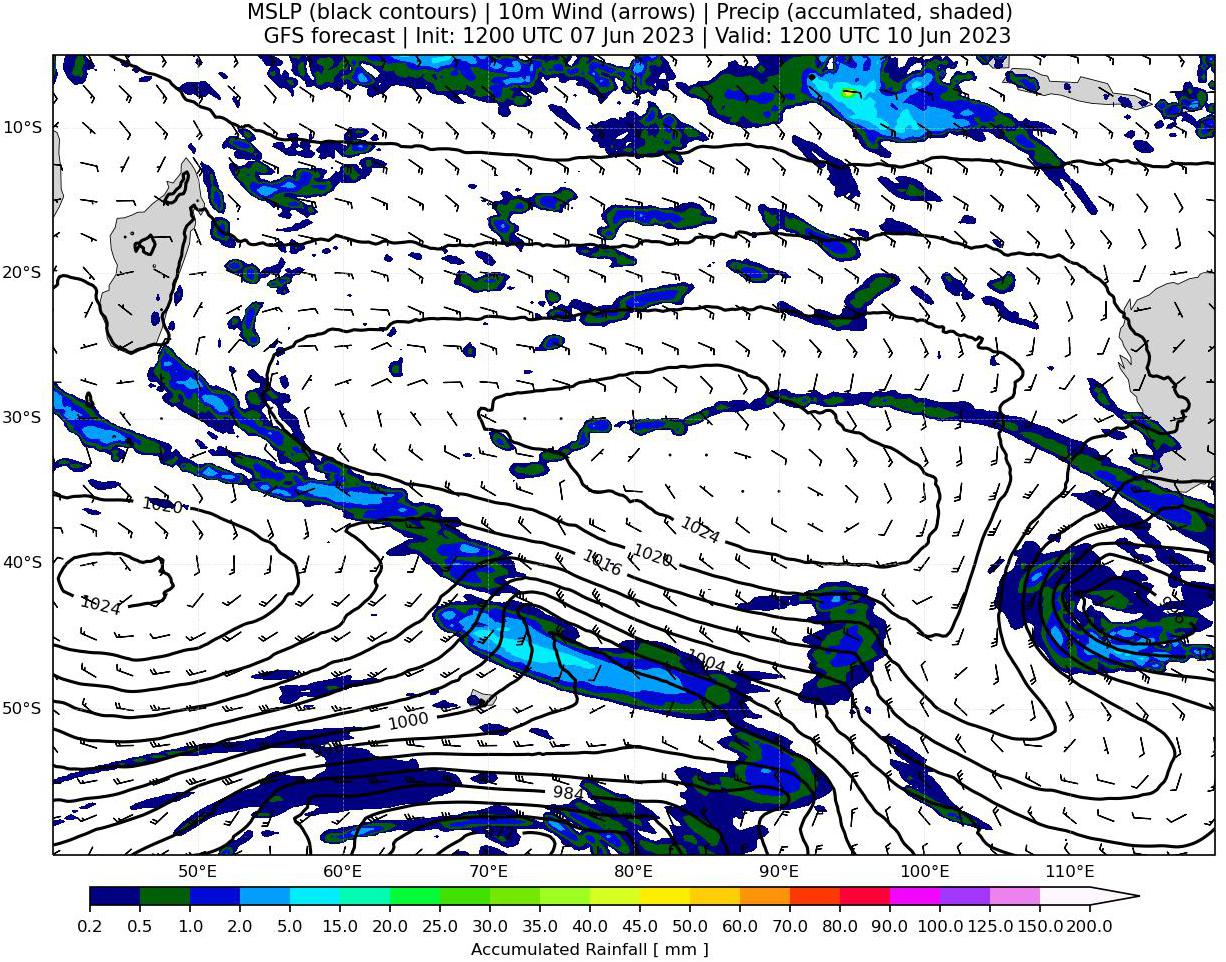 MSLP (black contours) | 10m Wind (arrows) | Precip (accumlated, shaded)
GFS forecast | Init: 1200 UTC 07 Jun 2023 | Valid: 1200 UTC 10 Jun 2023
10°S
20°S
30°S
40°S
50°S
1020
1024
1024
1020
1016
1004
1000
984
50°E 60°E 70°E 80°E 90°E 100°E 110°E
0.2 0.5 1.0 2.0 5.0 10.0 15.0 20.0 25.0 30.0 35.0 40.0 45.0 50.0 60.0 70.0 80.0 90.0 100.0 125.0 150.0 200.0
Accumulated Rainfall [ mm ]